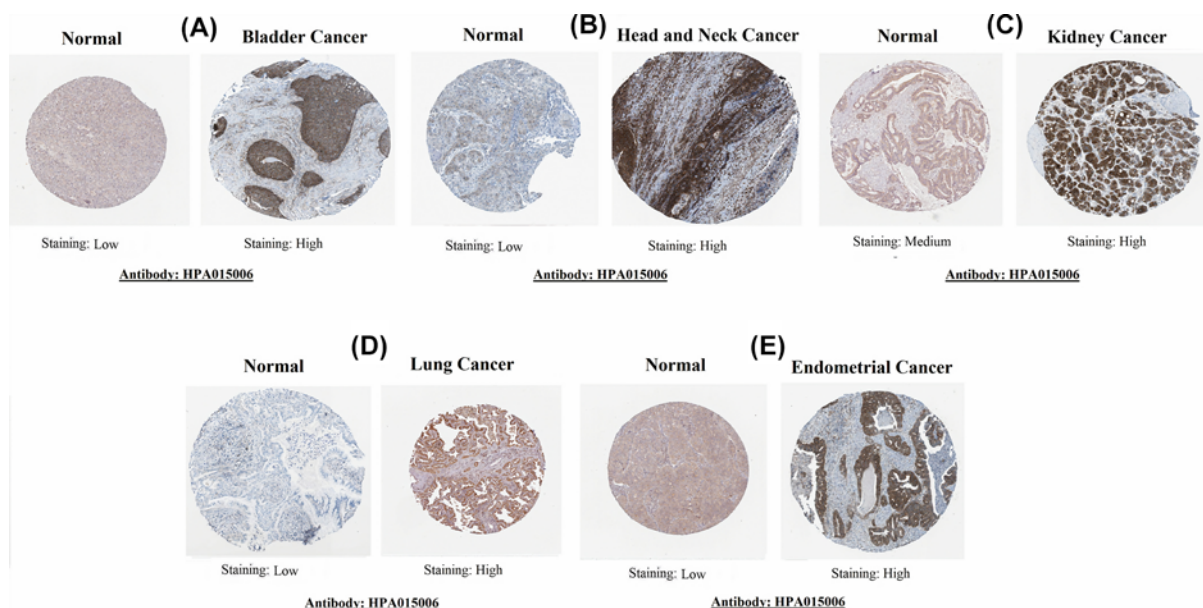 (A)
Normal
Bladder Cancer
Staining: Low
Staining: High
Antibody: HPA015006
(B)
Normal
Head and Neck Cancer
Staining: Low
Staining: High
Antibody: HPA015006
(C)
Normal
Kidney Cancer
Staining: Medium
Staining: High
Antibody: HPA015006
(D)
Normal
Lung Cancer
Staining: Low
Staining: High
Antibody: HPA015006
(E)
Normal
Endometrial Cancer
Staining: Low
Staining: High
Antibody: HPA015006